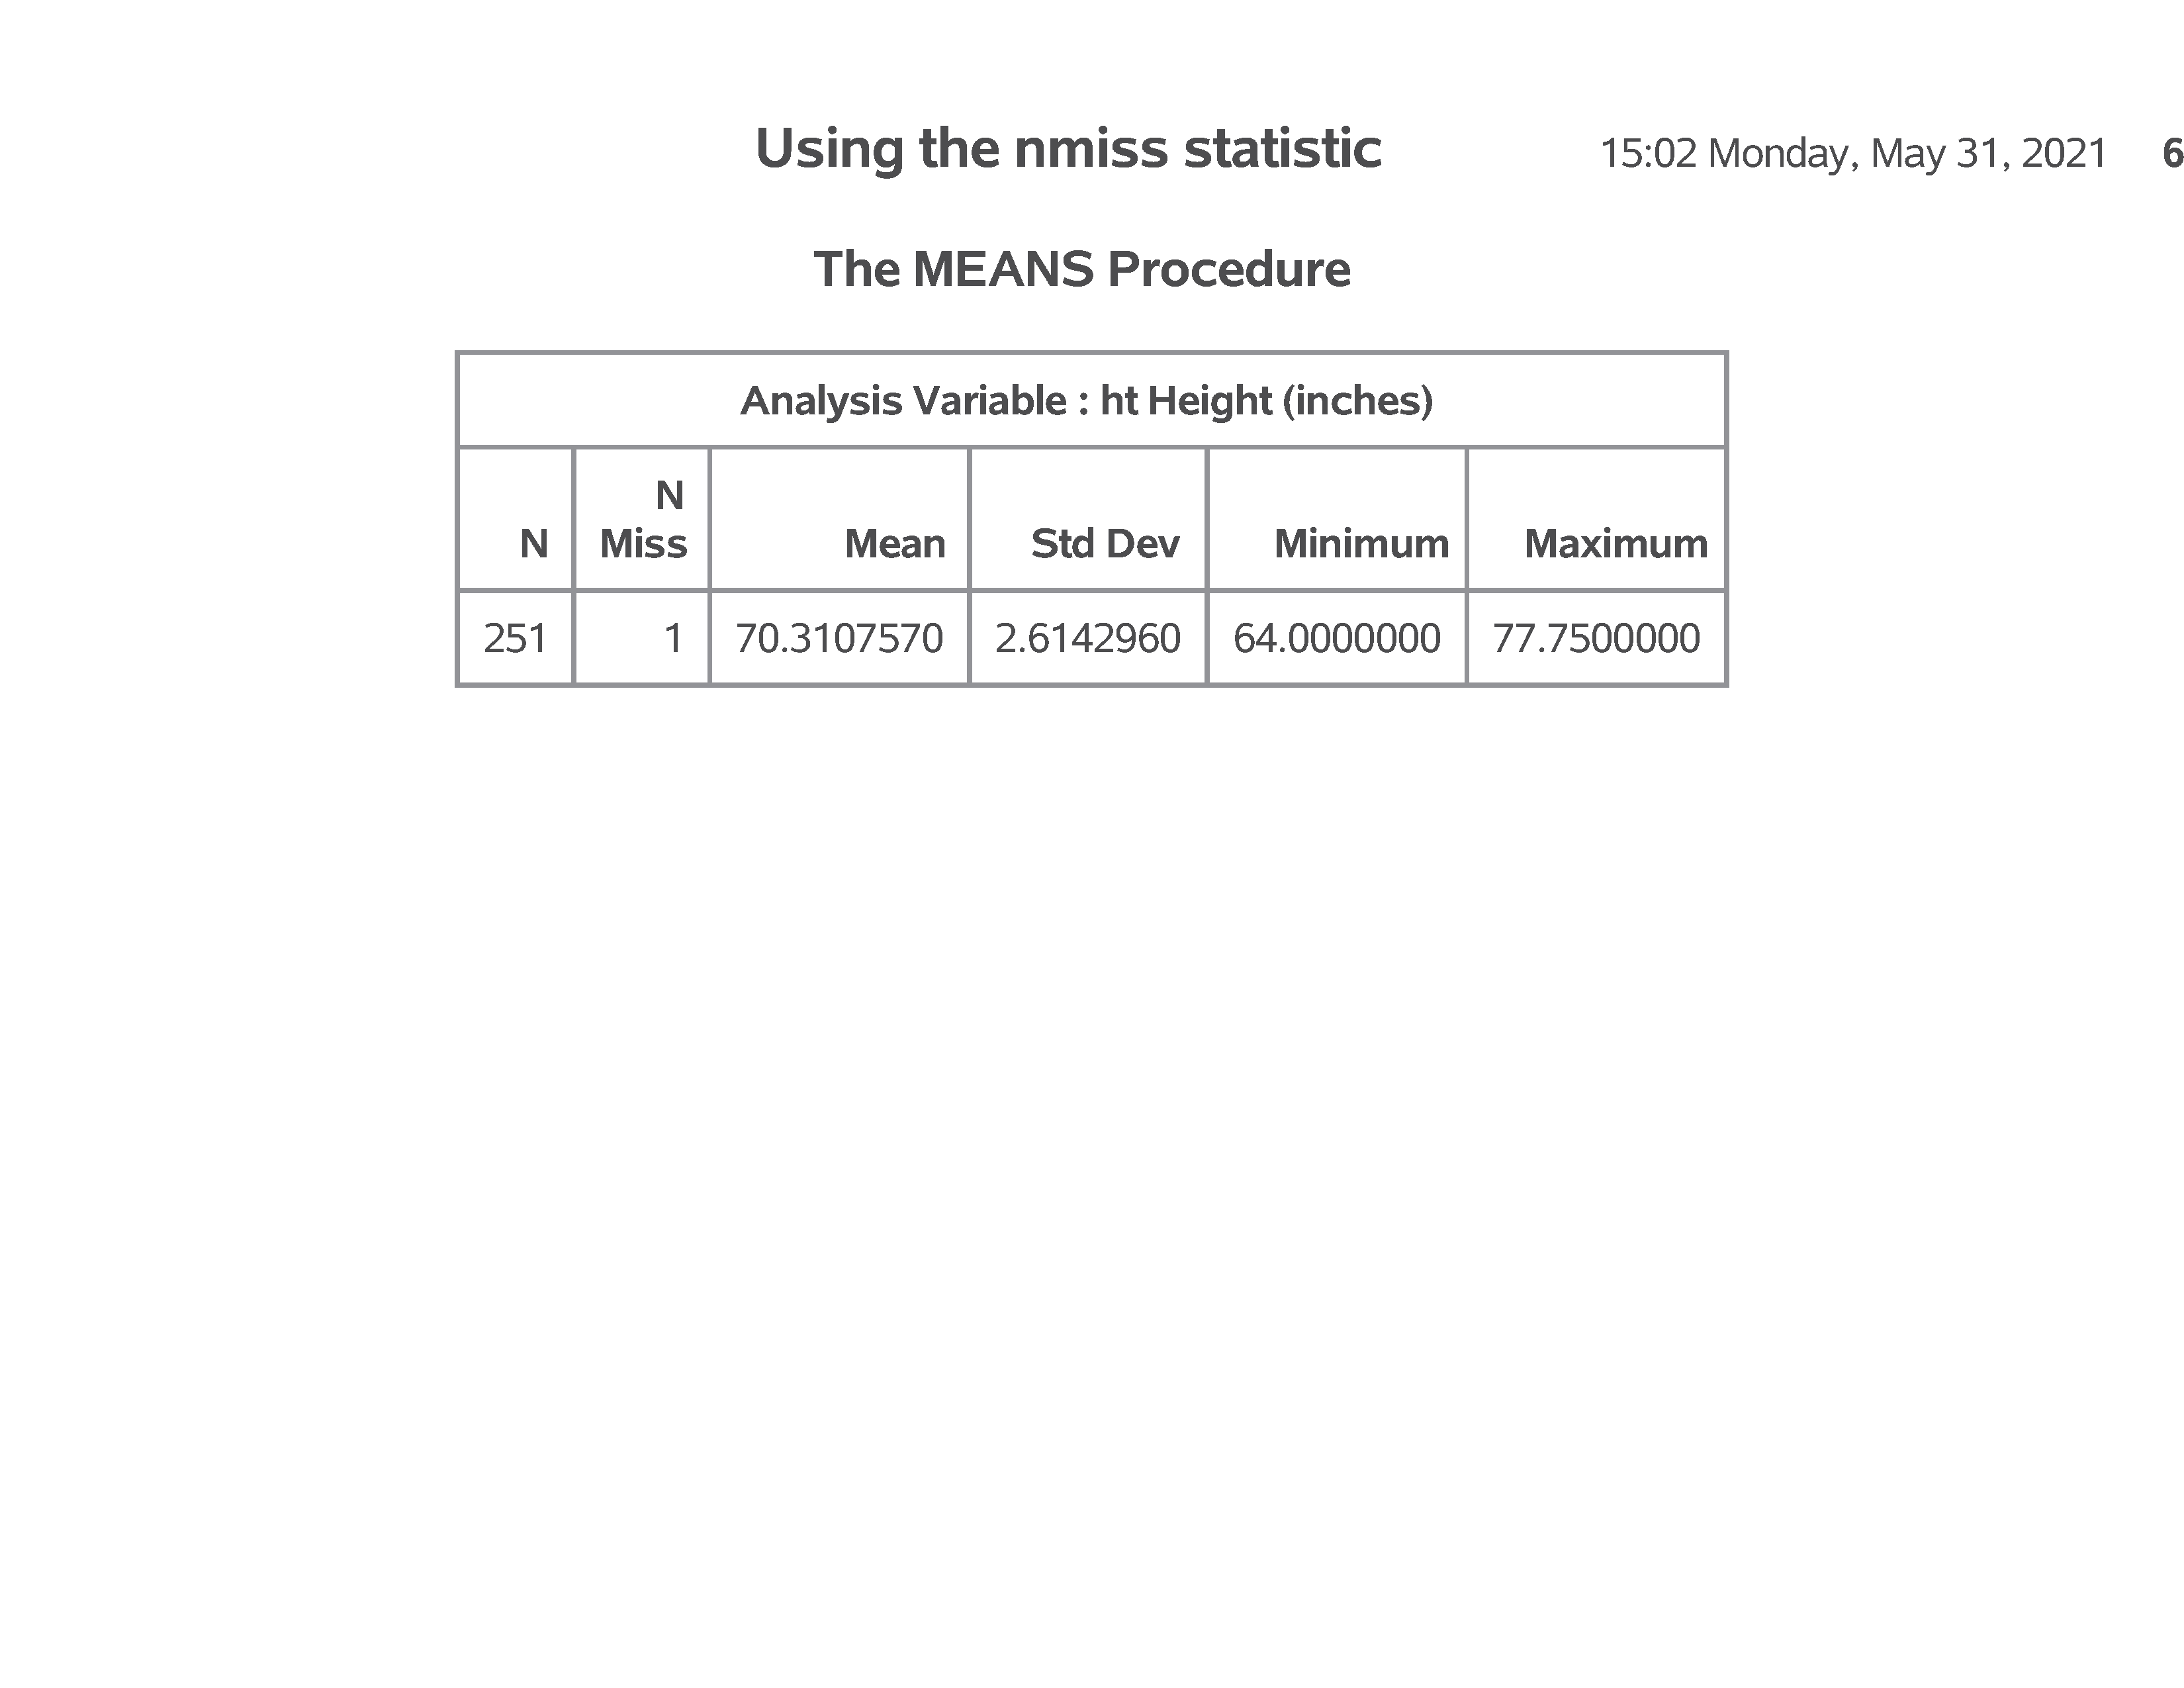 Using the nmiss statistic 15:02 Monday, May 31, 2021 6
The MEANS Procedure
Analysis Variable : ht Height (inches)
N N Miss Mean Std Dev Minimum Maximum
251 1 70.3107570 2.6142960 64.0000000 77.7500000